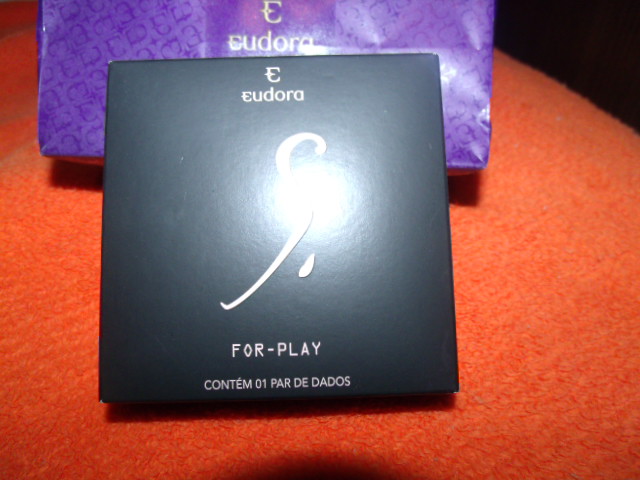 E
eudora
E
eudora
FOR-PLAY
CONTÉM 01 PAR DE DADOS